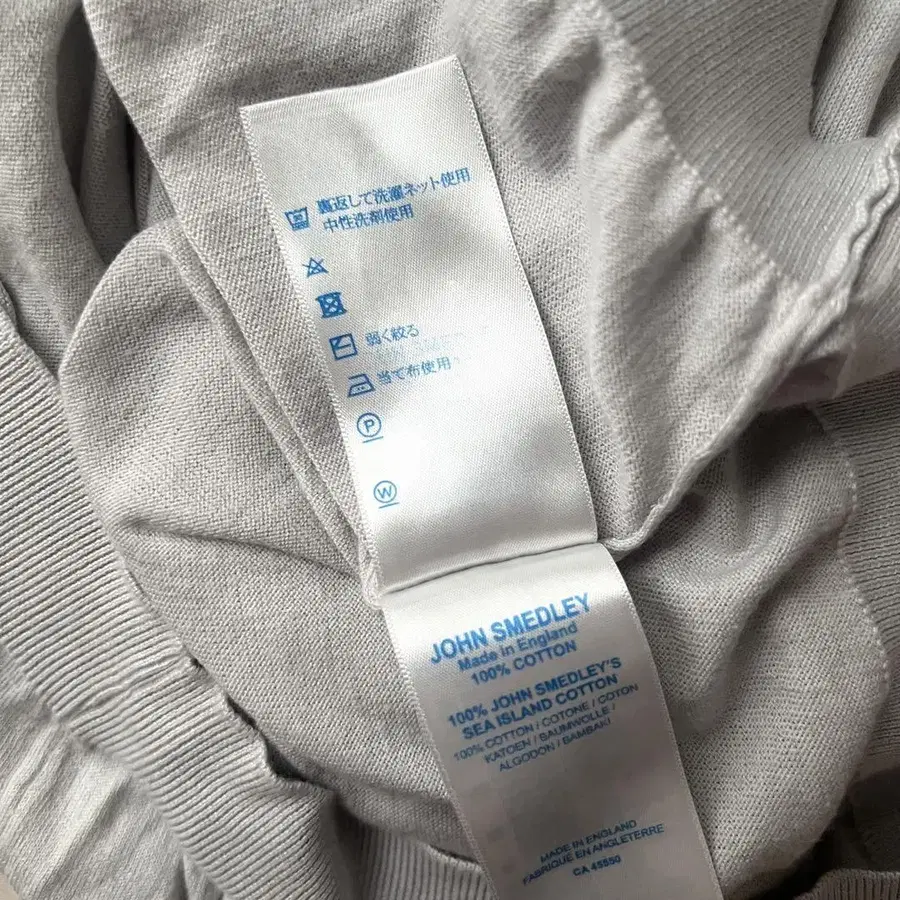 裏返して洗濯ネット使用
中性洗剤使用
弱く絞る
当て布使用
P
W
JOHN SMEDLEY
Made in England
100% COTTON
100% JOHN SMEDLEY'S
SEA ISLAND COTTON
100% COTTON / COTONE / COTON
KATOEN / BAUMWOLLE /
ALGODON / BAMBAKI
MADE IN ENGLAND
FABRIQUE EN ANGLETERRE
CA 45550